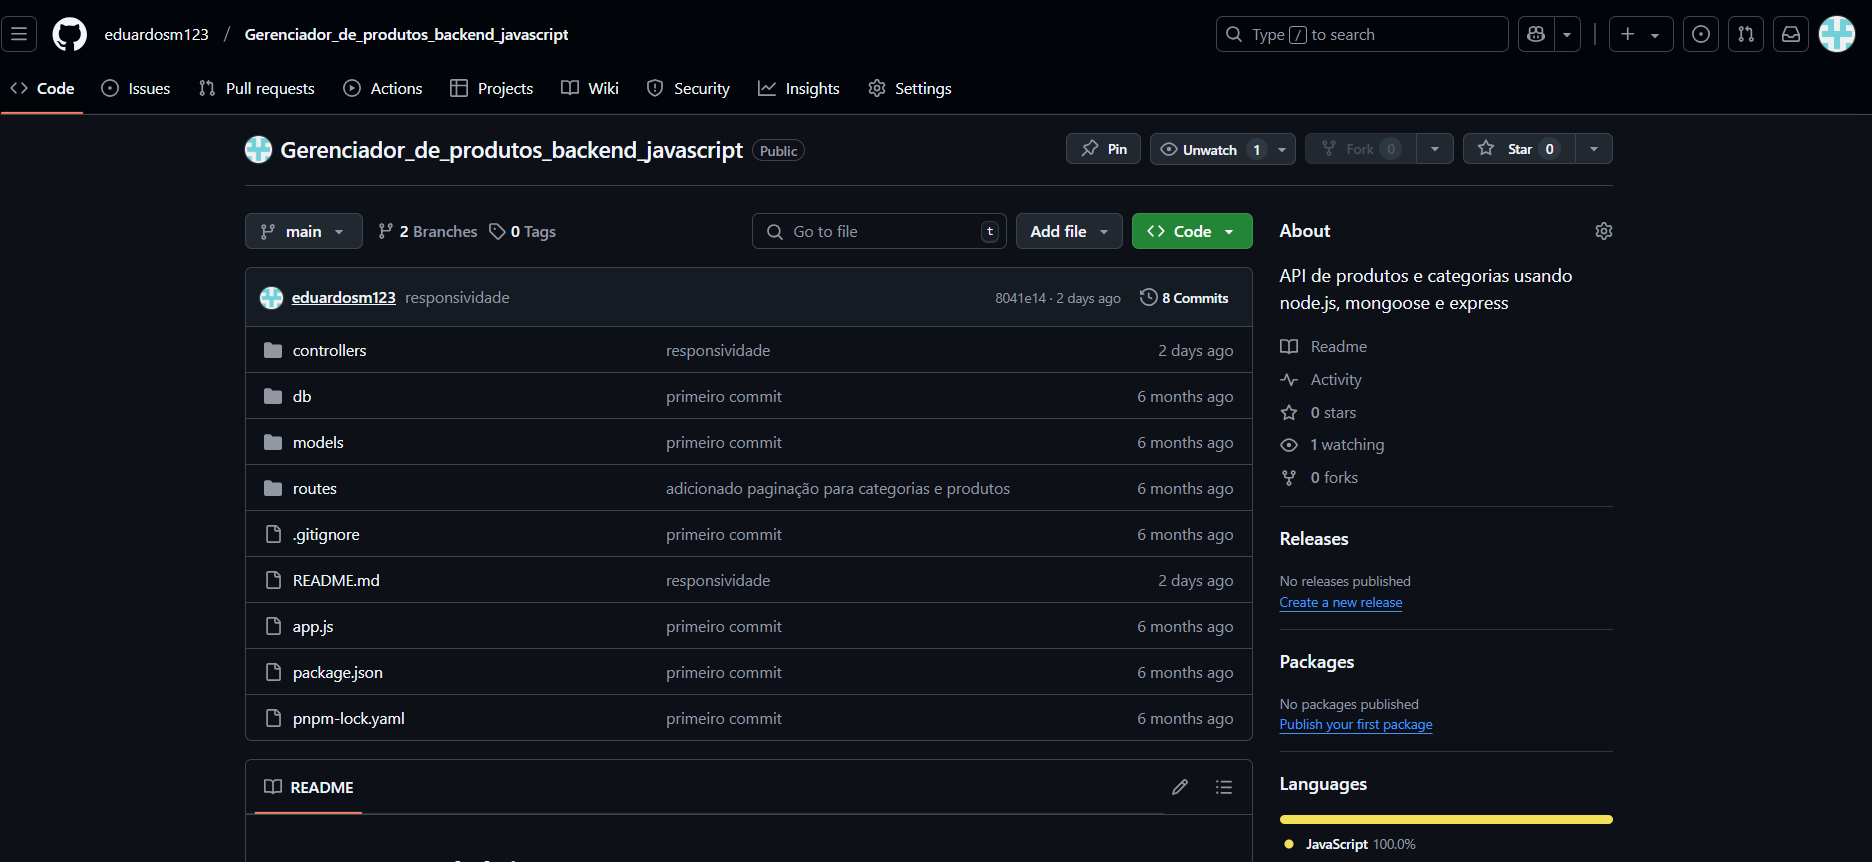 eduardosm123 / Gerenciador_de_produtos_backend_javascript
Type / to search
Code Issues Pull requests Actions Projects Wiki Security Insights Settings
Gerenciador_de_produtos_backend_javascript Public
Pin Unwatch 1 Fork 0 Star 0
main 2 Branches 0 Tags Go to file t Add file Code
eduardosm123 responsividade 8041e14 · 2 days ago 8 Commits
controllers responsividade 2 days ago
db primeiro commit 6 months ago
models primeiro commit 6 months ago
routes adicionado paginação para categorias e produtos 6 months ago
.gitignore primeiro commit 6 months ago
README.md responsividade 2 days ago
app.js primeiro commit 6 months ago
package.json primeiro commit 6 months ago
pnpm-lock.yaml primeiro commit 6 months ago
README
About
API de produtos e categorias usando
node.js, mongoose e express
Readme
Activity
0 stars
1 watching
0 forks
Releases
No releases published
Create a new release
Packages
No packages published
Publish your first package
Languages
JavaScript 100.0%